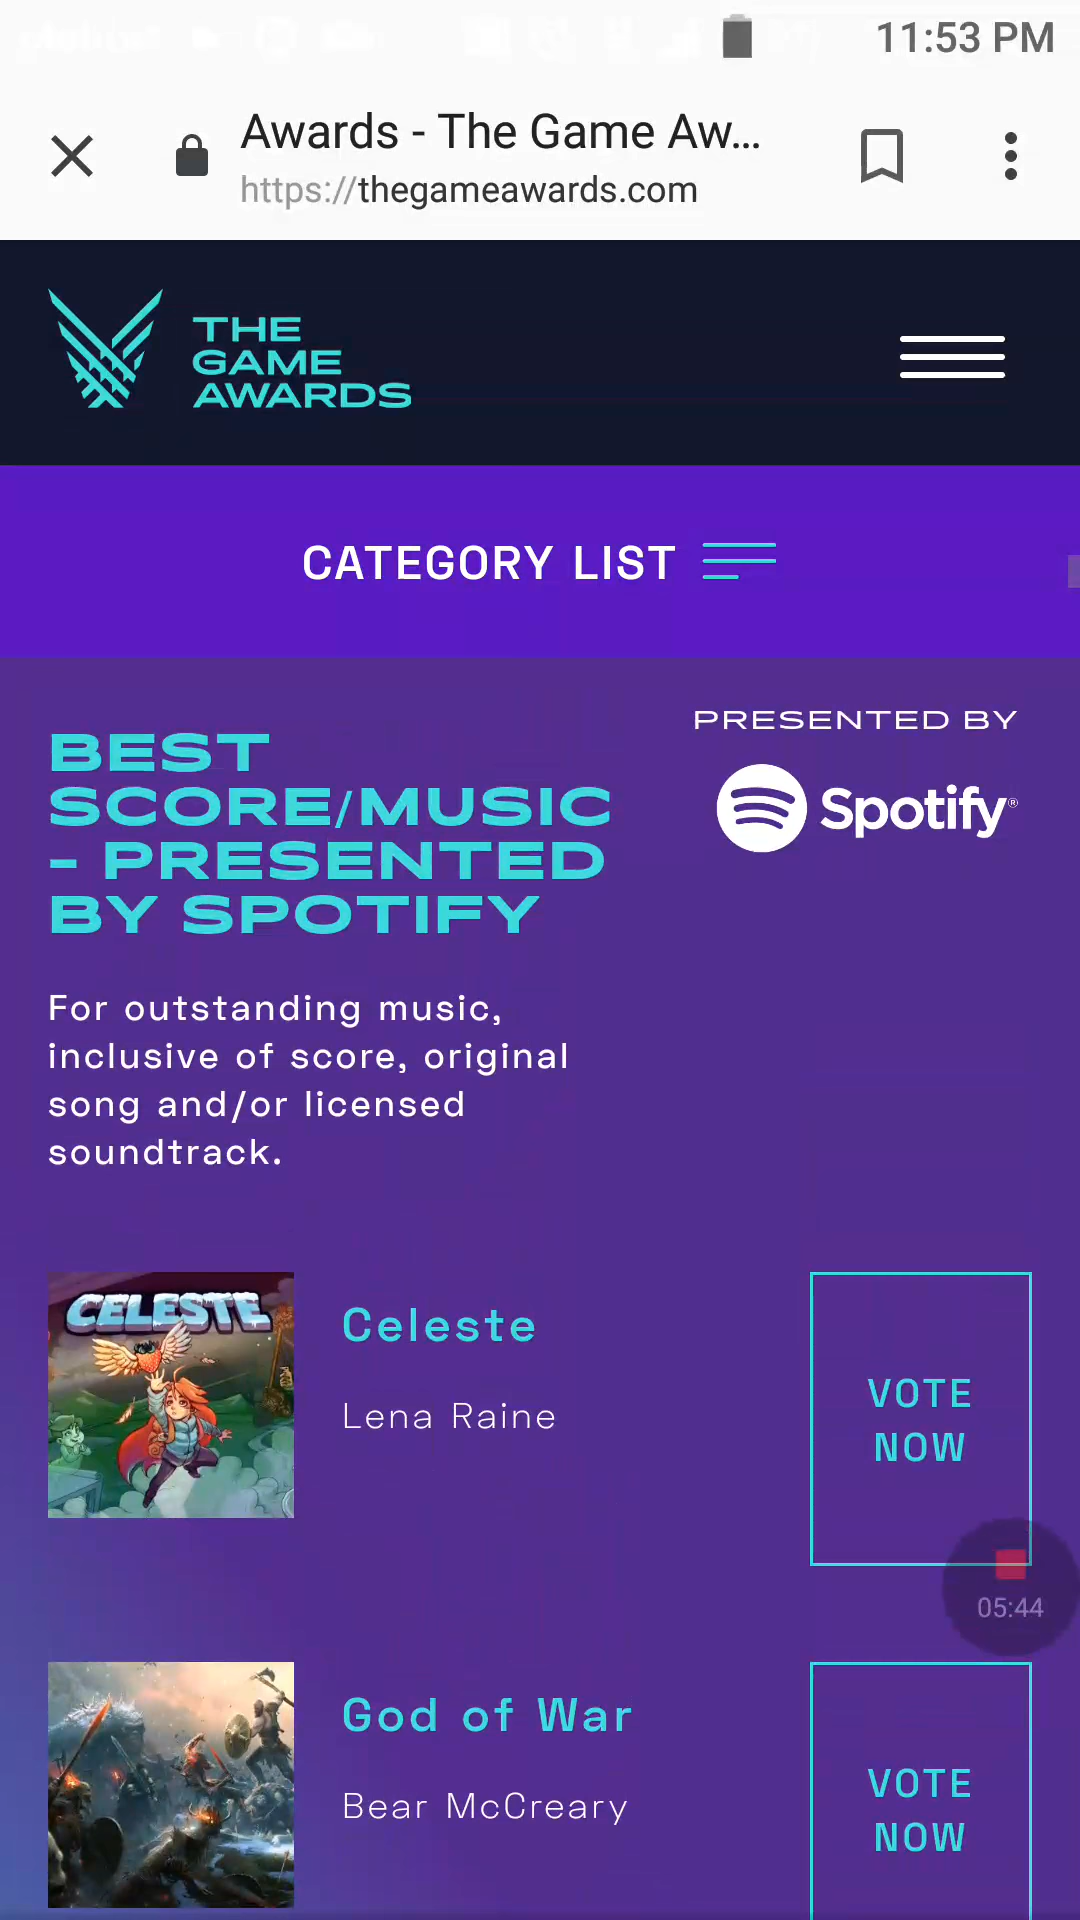 11:53 PM
Awards - The Game Aw...
https://thegameawards.com
THE
GAME
AWARDS
CATEGORY LIST
PRESENTED BY
Spotify®
BEST
SCORE/MUSIC
- PRESENTED
BY SPOTIFY
For outstanding music,
inclusive of score, original
song and/or licensed
soundtrack.
CELESTE
Celeste
Lena Raine
VOTE
NOW
05:44
God of War
Bear McCreary
VOTE
NOW